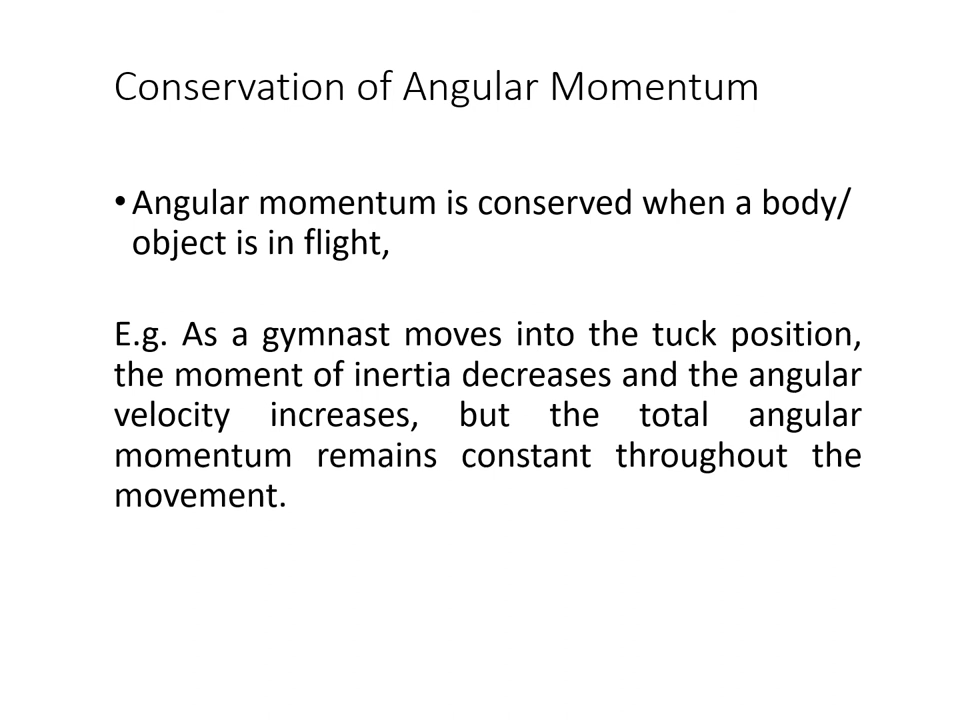 Conservation of Angular Momentum
• Angular momentum is conserved when a body/
object is in flight,
E.g. As a gymnast moves into the tuck position,
the moment of inertia decreases and the angular
velocity increases, but the total angular
momentum remains constant throughout the
movement.